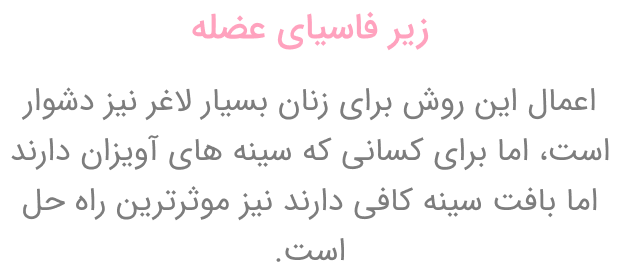 زیر فاسیای عضله
اعمال این روش برای زنان بسیار لاغر نیز دشوار
است، اما برای کسانی که سینه های آویزان دارند
اما بافت سینه کافی دارند نیز موثرترین راه حل
است.